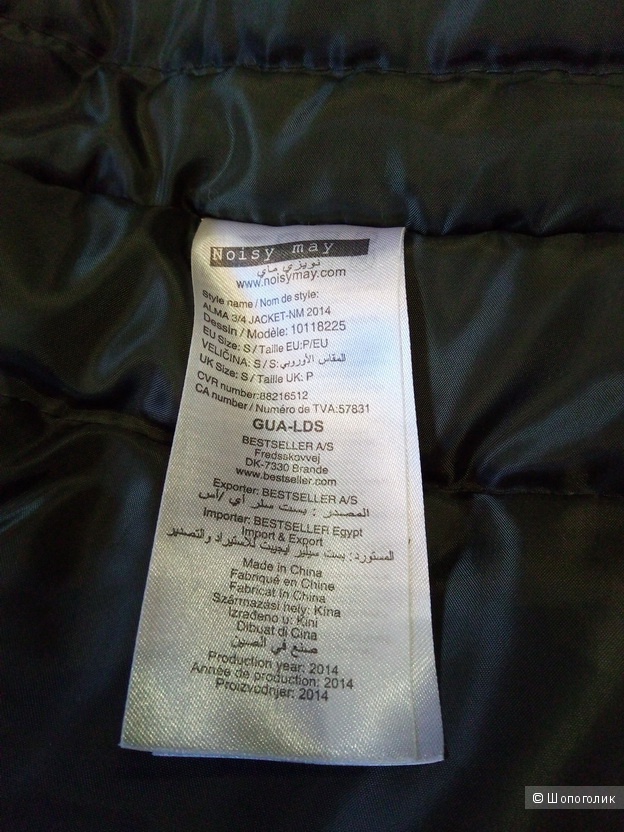 Noisy may
نويزي ماي
www.noisymay.com
Style name / Nom de style:
ALMA 3/4 JACKET-NM 2014
Dessin / Modèle: 10118225
EU Size: S / Taille EU:P/EU
VELIČINA: S / S: المقاس الأوروبي
UK Size: S / Taille UK: P
CVR number:88216512
CA number / Numéro de TVA:57831
GUA-LDS
BESTSELLER A/S
Fredsskovvej
DK-7330 Brande
www.bestseller.com
Exporter: BESTSELLER A/S
المصدر : بست سلر أي /أس
Importer: BESTSELLER Egypt
Import & Export
المستورد: بست سيلير ايجيبت للاستيراد والتصدير
Made in China
Fabriqué en Chine
Fabricat în China
Származási hely: Kína
Izrađeno u: Kini
Dibuat di Cina
صنع في الصين
Production year: 2014
Année de production: 2014
Proizvodnjer: 2014
© Шопоголик